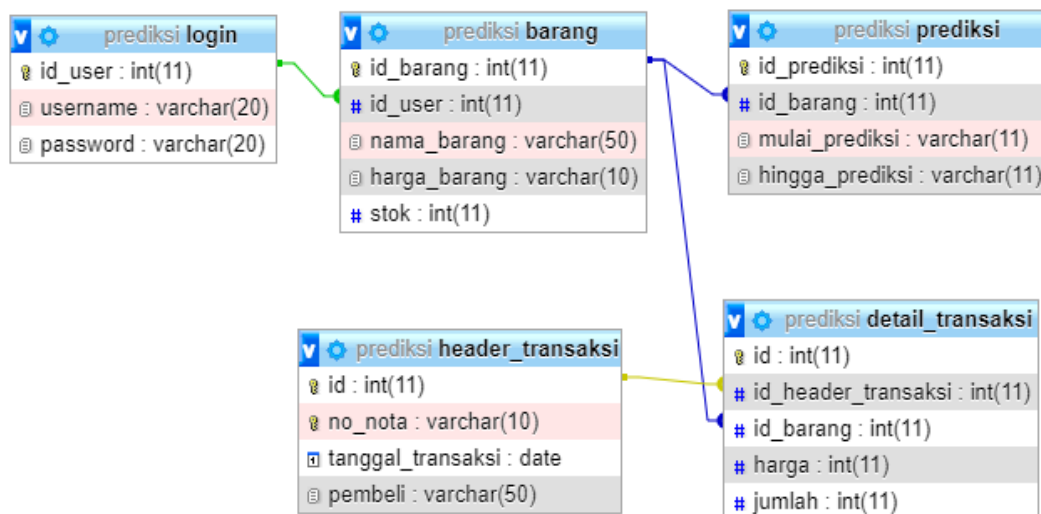 prediksi login
id_user : int(11)
username : varchar(20)
password : varchar(20)
prediksi barang
id_barang : int(11)
id_user : int(11)
nama_barang : varchar(50)
harga_barang : varchar(10)
stok : int(11)
prediksi prediksi
id_prediksi : int(11)
id_barang : int(11)
mulai_prediksi : varchar(11)
hingga_prediksi : varchar(11)
prediksi header_transaksi
id : int(11)
no_nota : varchar(10)
tanggal_transaksi : date
pembeli : varchar(50)
prediksi detail_transaksi
id : int(11)
id_header_transaksi : int(11)
id_barang : int(11)
harga : int(11)
jumlah : int(11)